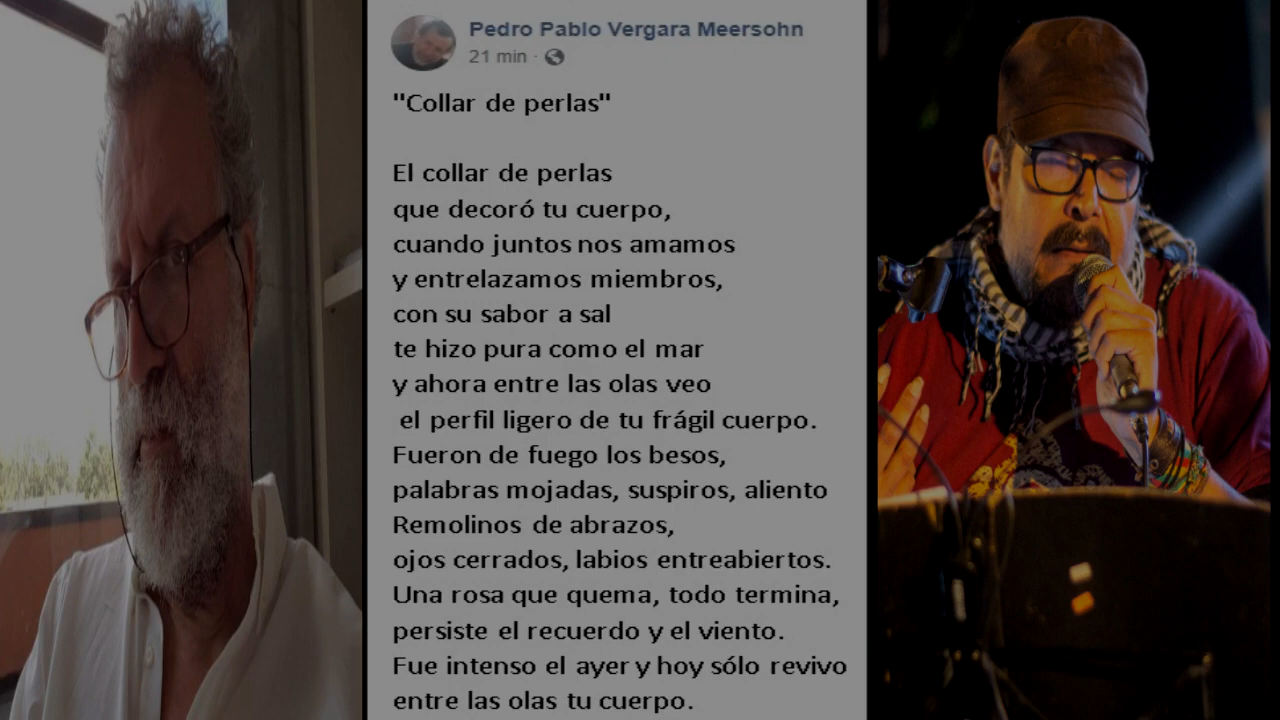 Pedro Pablo Vergara Meersohn
21 min ·
"Collar de perlas"
El collar de perlas
que decoró tu cuerpo,
cuando juntos nos amamos
y entrelazamos miembros,
con su sabor a sal
te hizo pura como el mar
y ahora entre las olas veo
el perfil ligero de tu frágil cuerpo.
Fueron de fuego los besos,
palabras mojadas, suspiros, aliento
Remolinos de abrazos,
ojos cerrados, labios entreabiertos.
Una rosa que quema, todo termina,
persiste el recuerdo y el viento.
Fue intenso el ayer y hoy sólo revivo
entre las olas tu cuerpo.